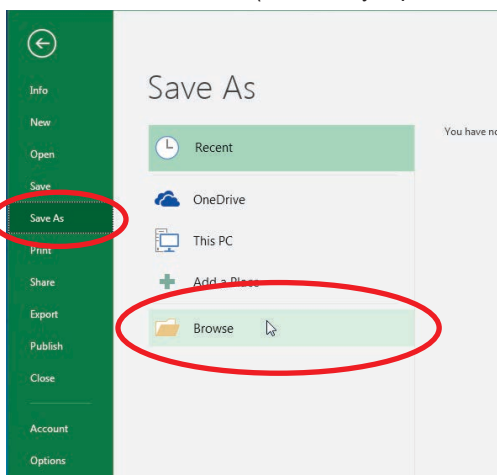 Info
New
Open
Save
Save As
Print
Share
Export
Publish
Close
Account
Options
Save As
Recent
OneDrive
This PC
Add a Place
Browse
You have